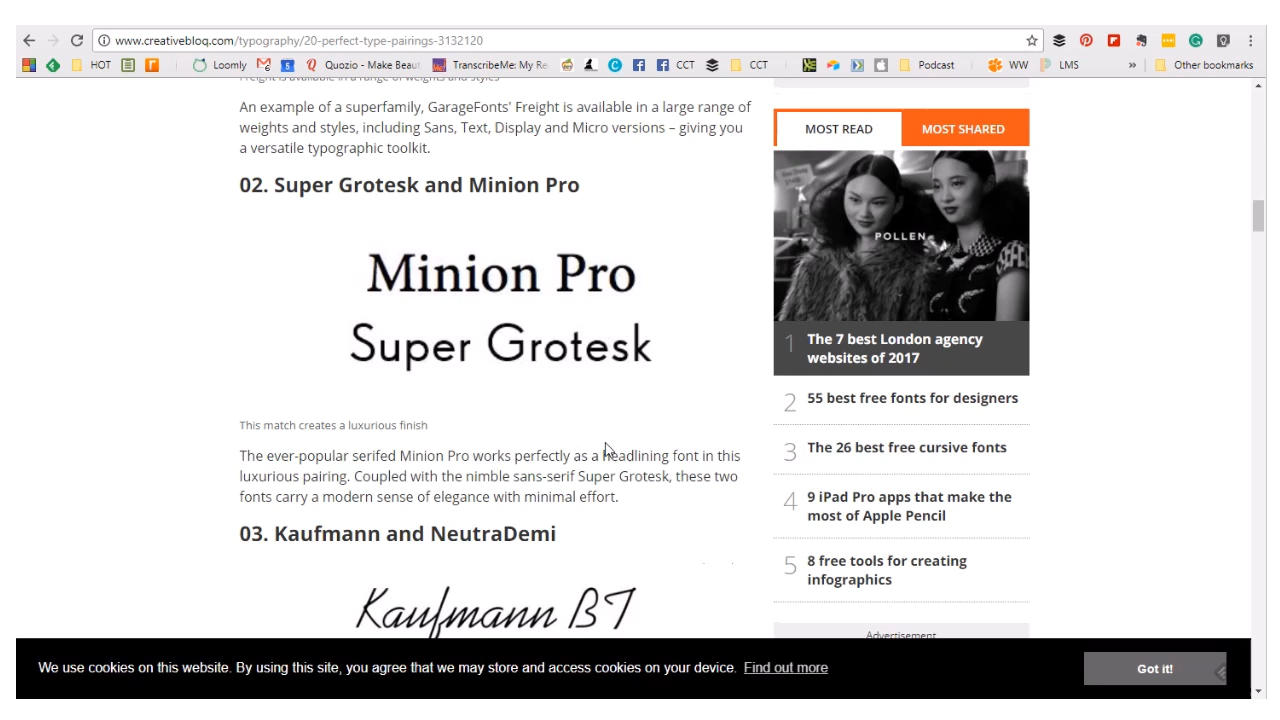 www.creativebloq.com/typography/20-perfect-type-pairings-3132120
HOT Loomly Quozio - Make Beaut TranscribeMe: My Re CCT CCT Podcast WW LMS » Other bookmarks
Freight is available in a range of weights and styles
An example of a superfamily, GarageFonts' Freight is available in a large range of
weights and styles, including Sans, Text, Display and Micro versions – giving you
a versatile typographic toolkit.
02. Super Grotesk and Minion Pro
Minion Pro
Super Grotesk
This match creates a luxurious finish
The ever-popular serifed Minion Pro works perfectly as a headlining font in this
luxurious pairing. Coupled with the nimble sans-serif Super Grotesk, these two
fonts carry a modern sense of elegance with minimal effort.
03. Kaufmann and NeutraDemi
Kaufmann BT
MOST READ
MOST SHARED
POLLEN
1 The 7 best London agency
websites of 2017
2 55 best free fonts for designers
3 The 26 best free cursive fonts
4 9 iPad Pro apps that make the
most of Apple Pencil
5 8 free tools for creating
infographics
Advertisement
We use cookies on this website. By using this site, you agree that we may store and access cookies on your device. Find out more
Got it!